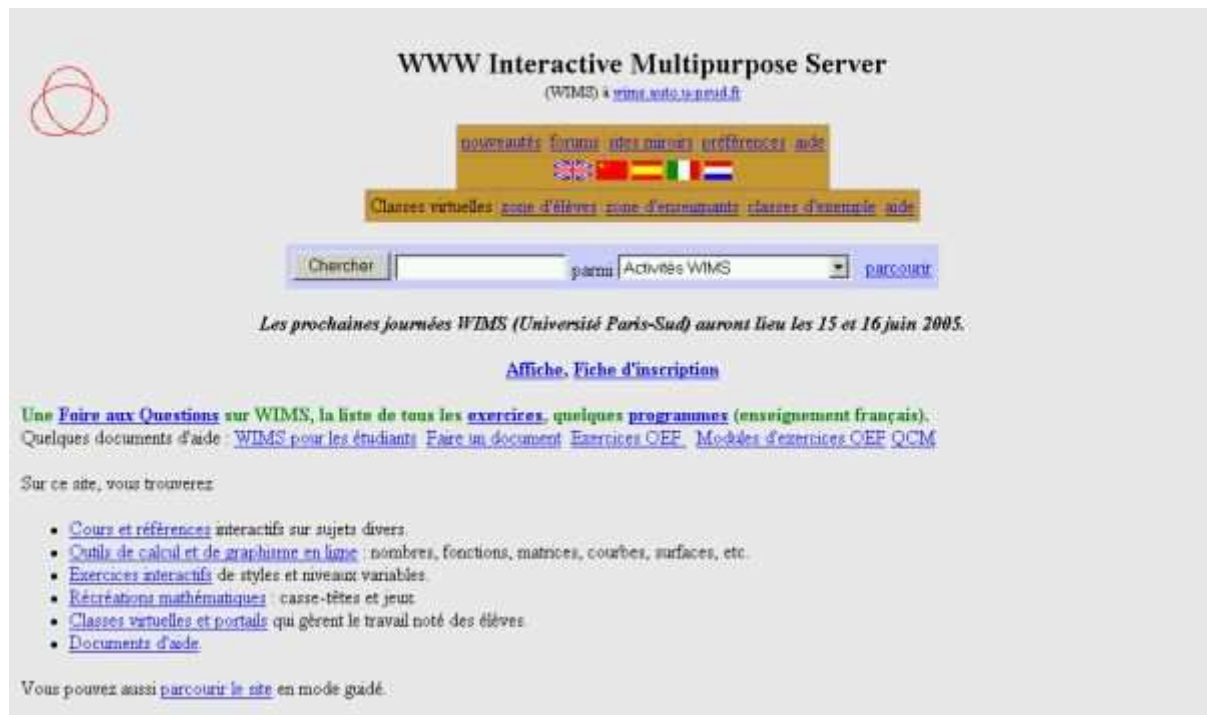 WWW Interactive Multipurpose Server
(WIMS) à
nouveautés forums sites miroirs préférences aide
Classes virtuelles zone d'élèves zone d'enseignants classes d'exemple aide
Chercher parmi Activités WIMS parcourir
Les prochaines journées WIMS (Université Paris-Sud) auront lieu les 15 et 16 juin 2005.
Affiche, Fiche d'inscription
Une Foire aux Questions sur WIMS, la liste de tous les exercices, quelques programmes (enseignement français).
Quelques documents d'aide : WIMS pour les étudiants Faire un document Exercices OEF Modules d'exercices OEF QCM
Sur ce site, vous trouverez
• Cours et références interactifs sur sujets divers.
• Outils de calcul et de graphisme en ligne : nombres, fonctions, matrices, courbes, surfaces, etc.
• Exercices interactifs de styles et niveaux variables.
• Récréations mathématiques : casse-têtes et jeux
• Classes virtuelles et portails qui gèrent le travail noté des élèves.
• Documents d'aide.
Vous pouvez aussi parcourir le site en mode guidé.